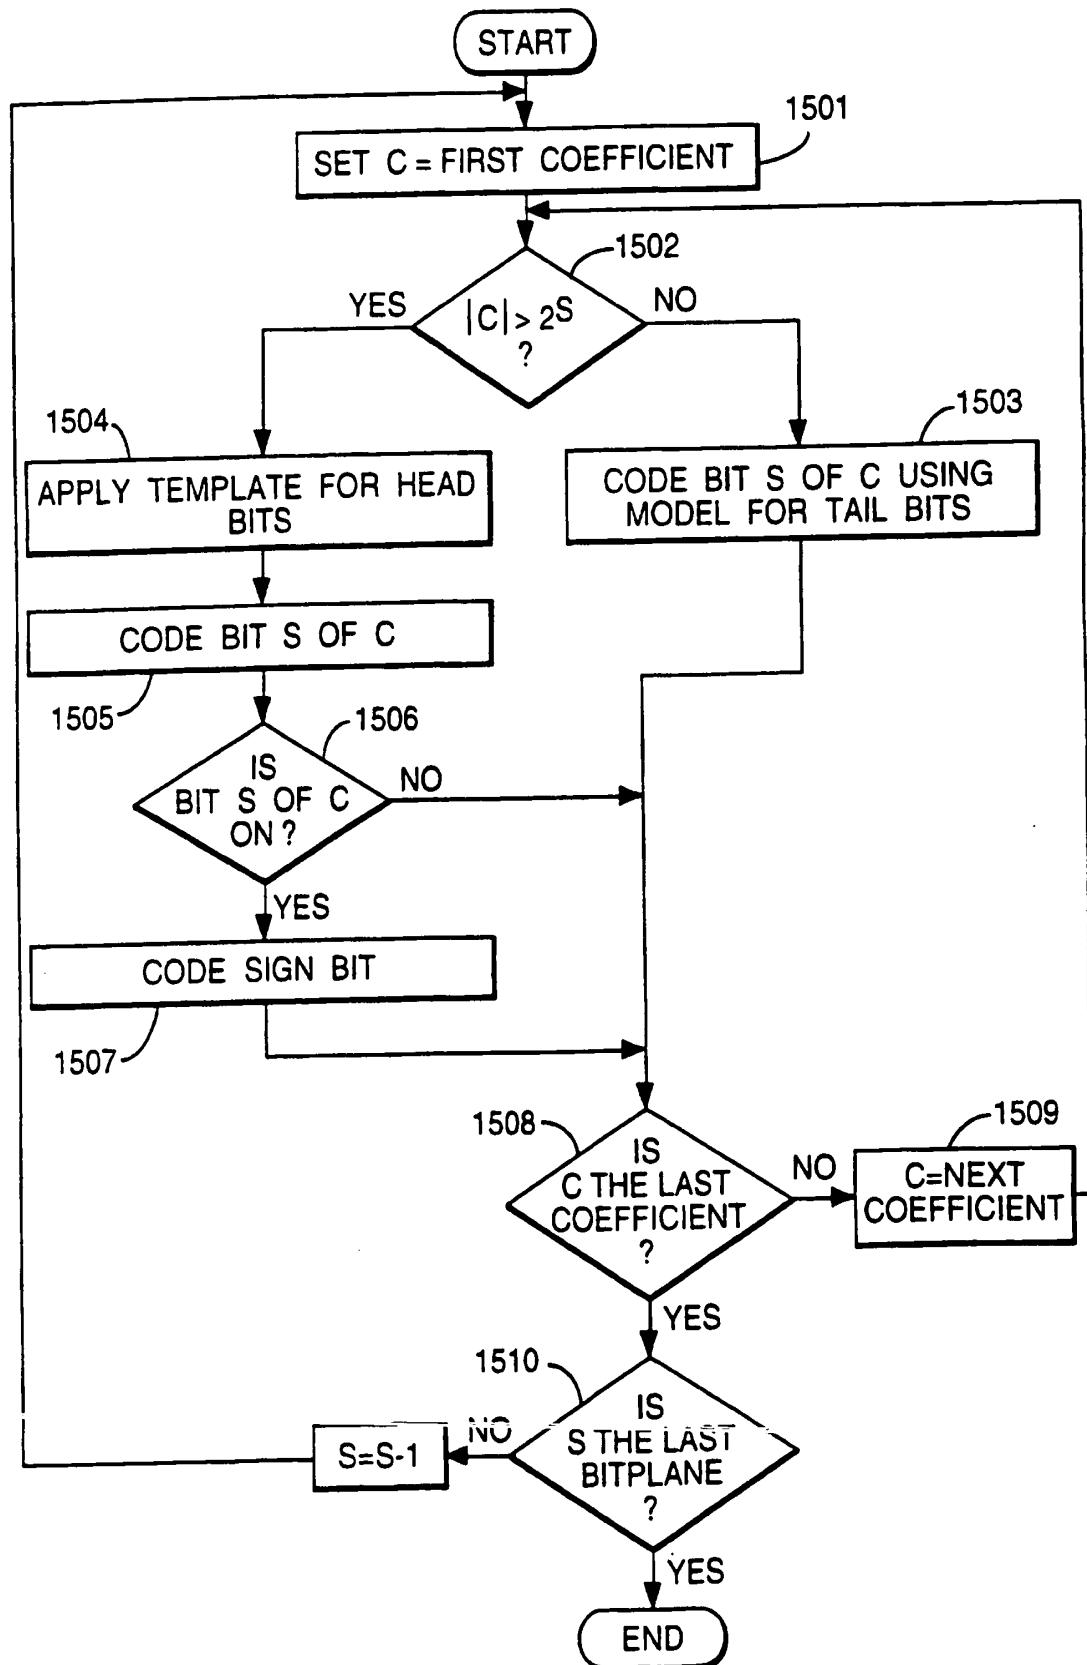 START
1501
SET C = FIRST COEFFICIENT
1502
YES
|C| > 2^S
?
NO
1504
1503
APPLY TEMPLATE FOR HEAD
BITS
CODE BIT S OF C USING
MODEL FOR TAIL BITS
CODE BIT S OF C
1505
1506
IS
BIT S OF C
ON ?
NO
YES
CODE SIGN BIT
1507
1508
IS
C THE LAST
COEFFICIENT
?
NO
1509
C=NEXT
COEFFICIENT
YES
1510
IS
S THE LAST
BITPLANE
?
NO
S=S-1
YES
END